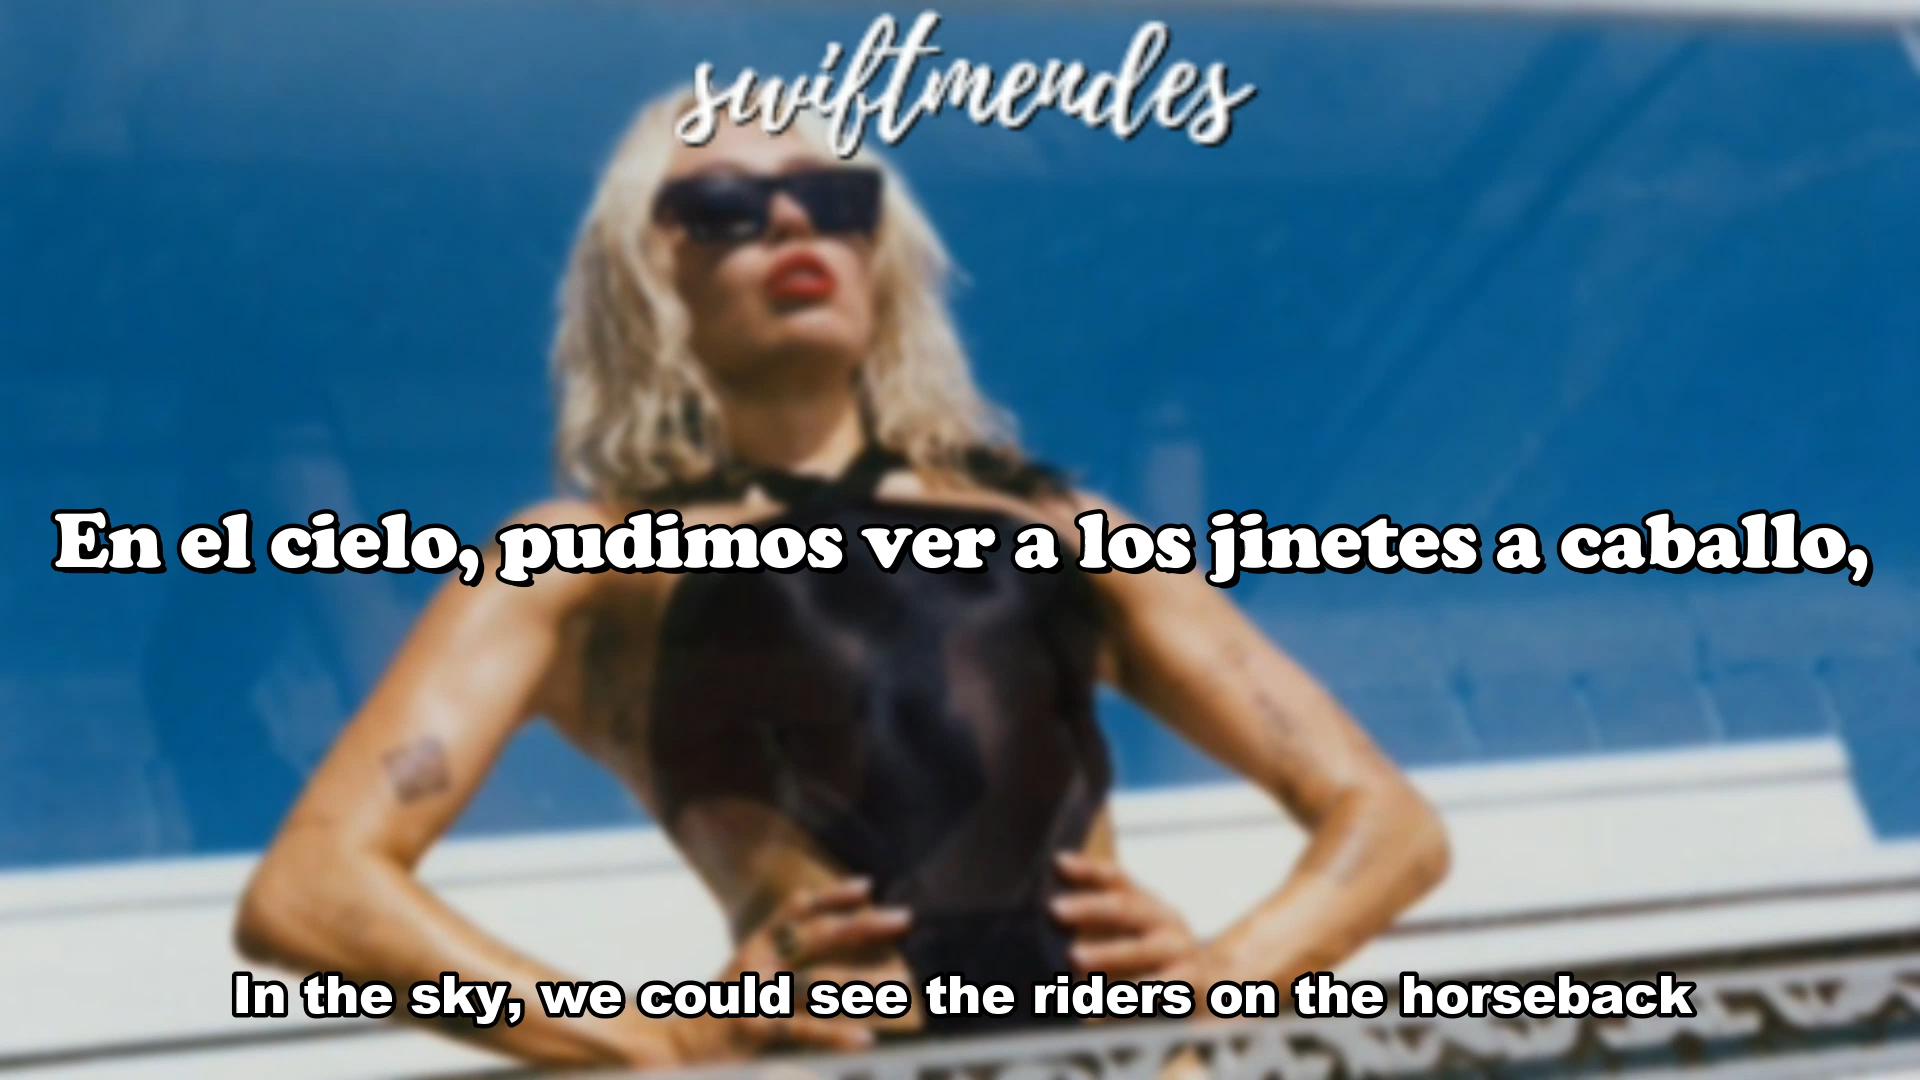 swiftmendes
En el cielo, pudimos ver a los jinetes a caballo,
In the sky, we could see the riders on the horseback